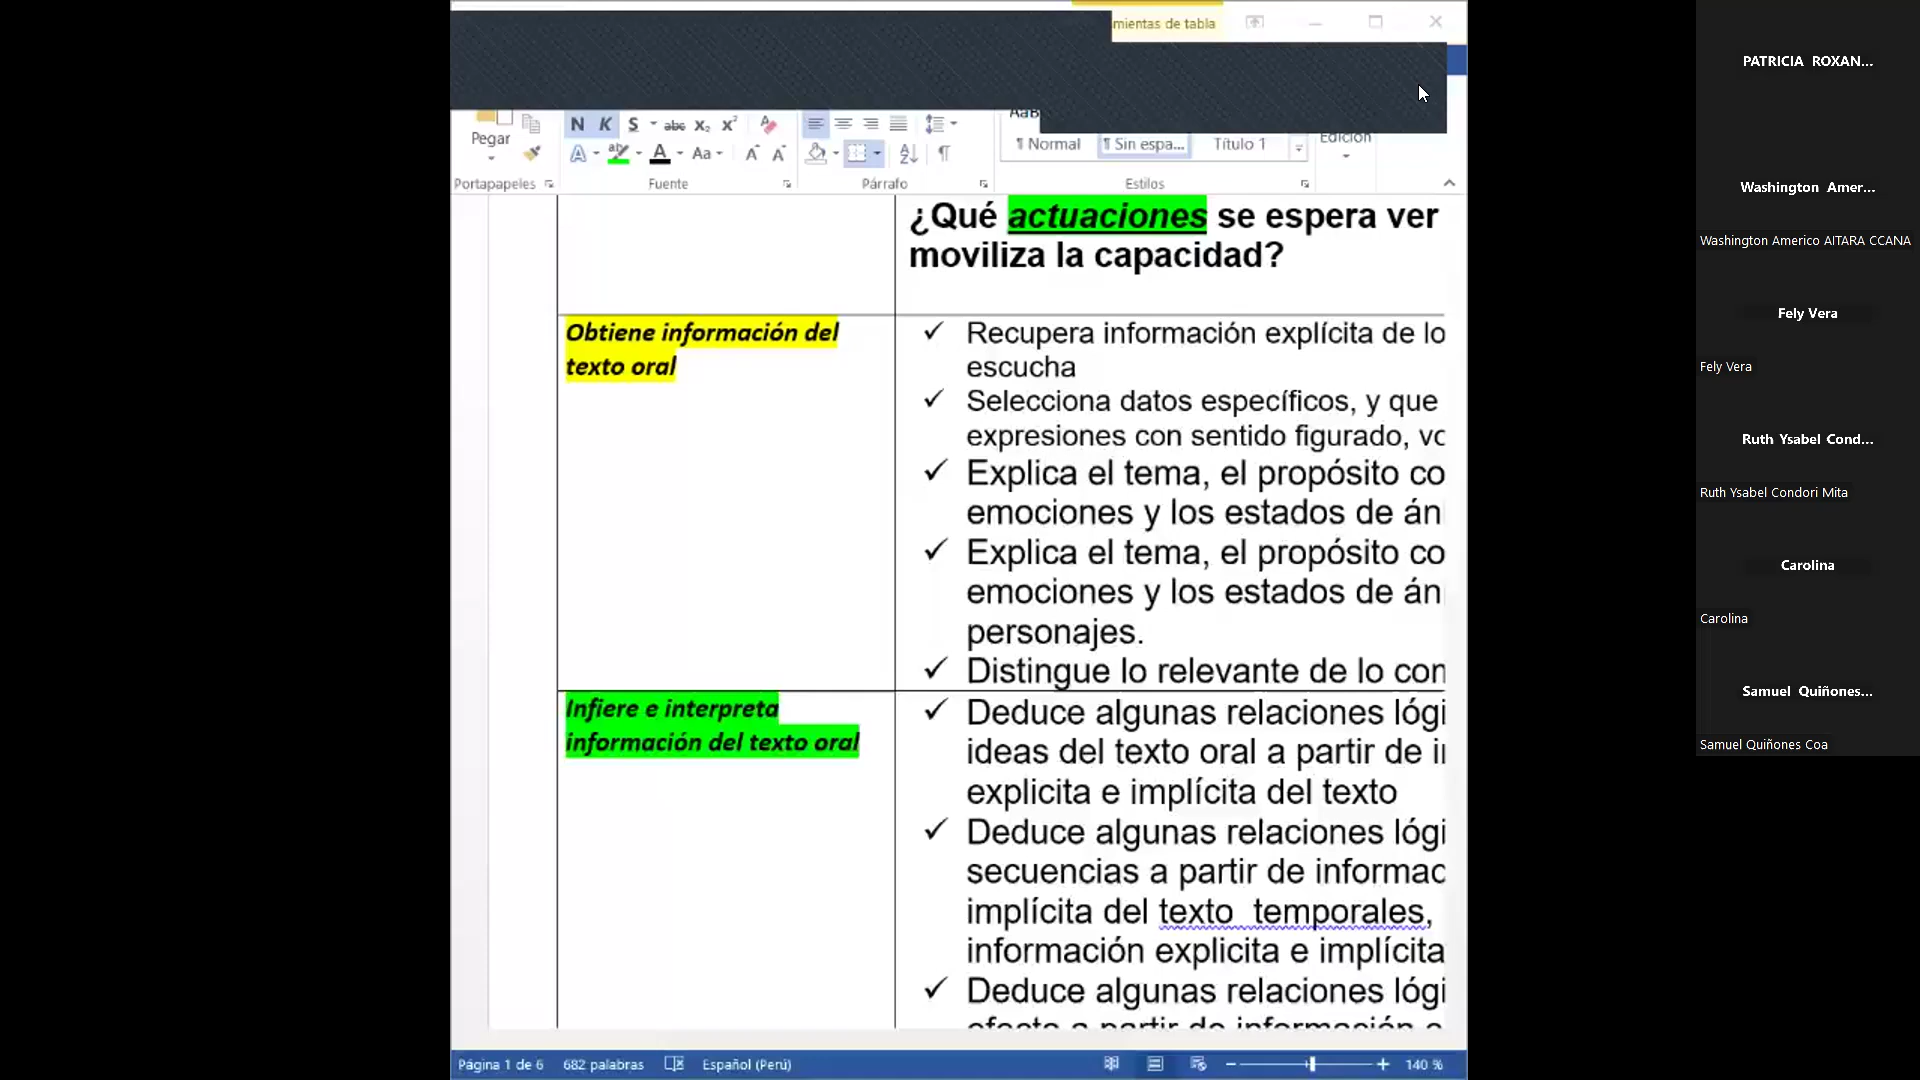 mientas de tabla
Pegar
N K S abc X₂ X²
A aby A Aa A A
¶ Normal
¶ Sin espa...
Título 1
Edición
Portapapeles
Fuente
Párrafo
Estilos
¿Qué actuaciones se espera ver
moviliza la capacidad?
Obtiene información del
texto oral
✓ Recupera información explícita de lo
escucha
✓ Selecciona datos específicos, y que
expresiones con sentido figurado,
✓ Explica el tema, el propósito co
emociones y los estados de án
✓ Explica el tema, el propósito co
emociones y los estados de án
personajes.
✓ Distingue lo relevante de lo
Infiere e interpreta
información del texto oral
✓ Deduce algunas relaciones lógi
ideas del texto oral a partir de
explicita e implícita del texto
✓ Deduce algunas relaciones lógi
secuencias a partir de informac
implícita del texto temporales,
información explicita e implícita
✓ Deduce algunas relaciones lógi
a partir de información
Página 1 de 6
682 palabras
Español (Perú)
140 %
PATRICIA ROXAN...
Washington Amer...
Washington Americo AITARA CCANA
Fely Vera
Fely Vera
Ruth Ysabel Cond...
Ruth Ysabel Condori Mita
Carolina
Carolina
Samuel Quiñones...
Samuel Quiñones Coa